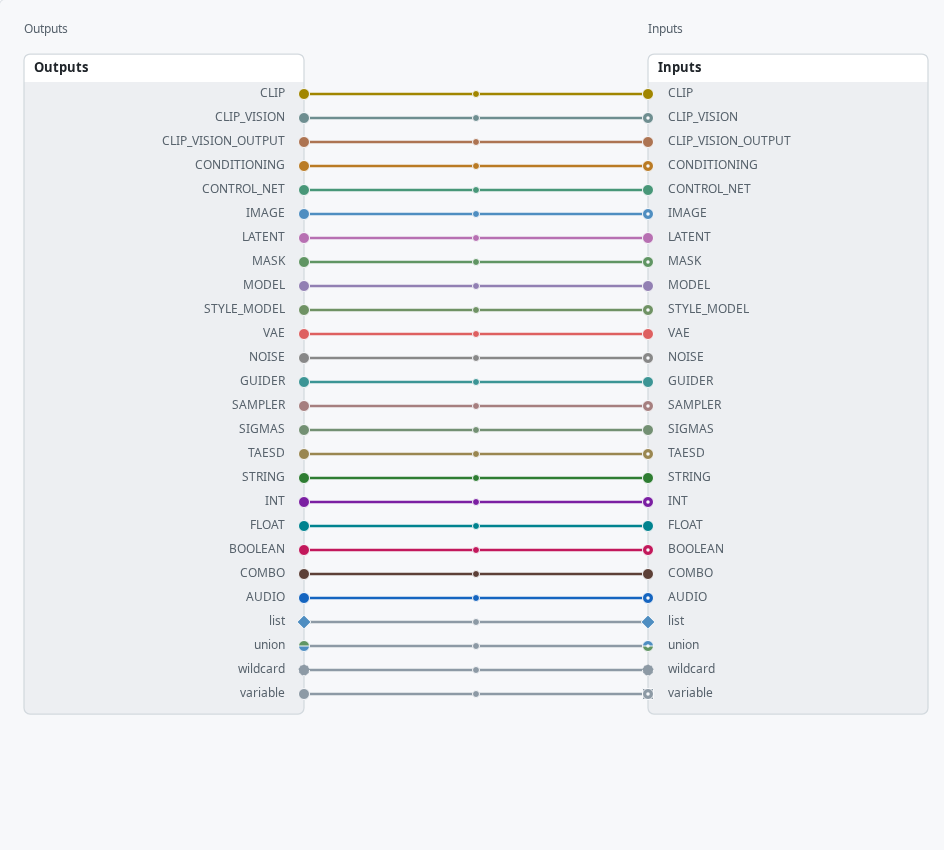 Outputs
Inputs
Outputs
Inputs
CLIP
CLIP
CLIP_VISION
CLIP_VISION
CLIP_VISION_OUTPUT
CLIP_VISION_OUTPUT
CONDITIONING
CONDITIONING
CONTROL_NET
CONTROL_NET
IMAGE
IMAGE
LATENT
LATENT
MASK
MASK
MODEL
MODEL
STYLE_MODEL
STYLE_MODEL
VAE
VAE
NOISE
NOISE
GUIDER
GUIDER
SAMPLER
SAMPLER
SIGMAS
SIGMAS
TAESD
TAESD
STRING
STRING
INT
INT
FLOAT
FLOAT
BOOLEAN
BOOLEAN
COMBO
COMBO
AUDIO
AUDIO
list
list
union
union
wildcard
wildcard
variable
variable